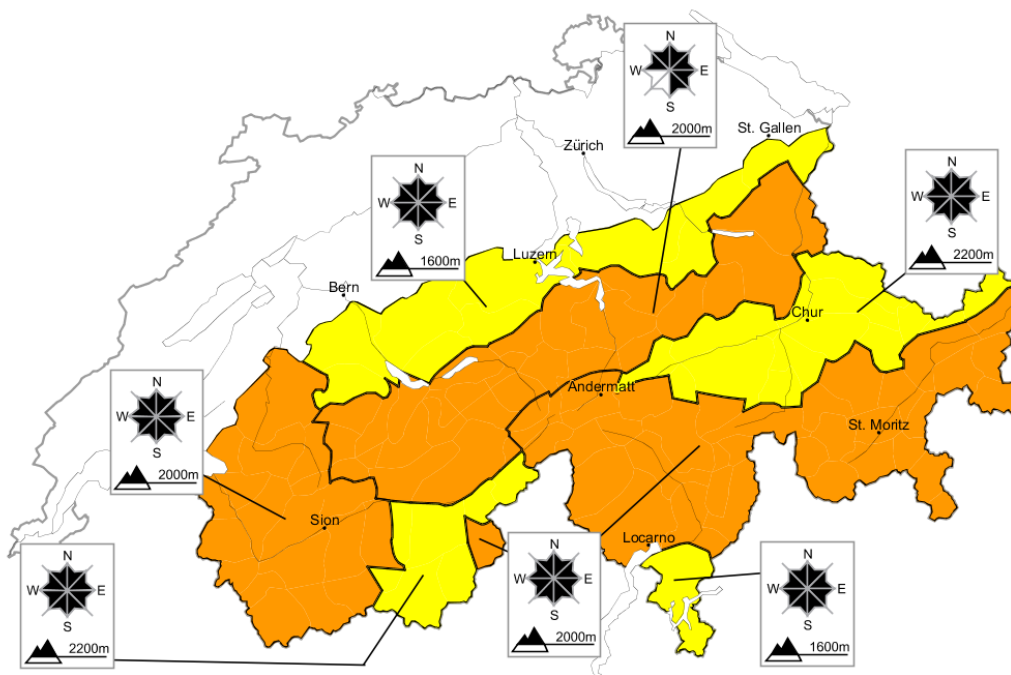 N
W E
S
2000m
St. Gallen
Zürich
N
W E
S
1600m
N
W E
S
2200m
Luzern
Bern
Chur
Andermatt
N
W E
S
2000m
St. Moritz
Sion
Locarno
N
W E
S
2200m
N
W E
S
2000m
N
W E
S
1600m